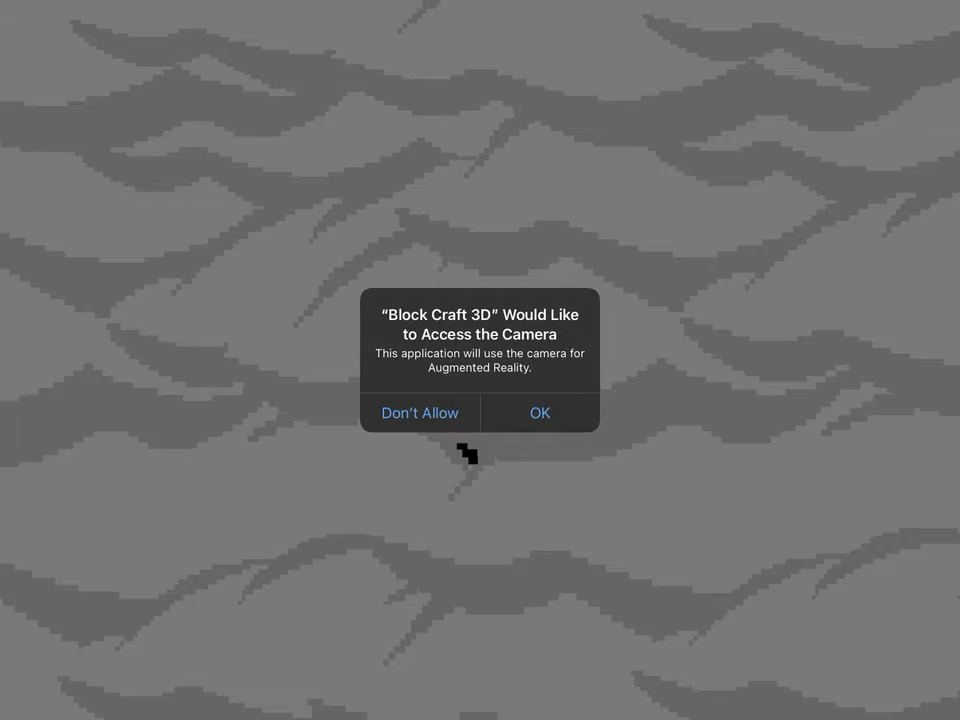 “Block Craft 3D” Would Like
to Access the Camera
This application will use the camera for
Augmented Reality.
Don’t Allow
OK